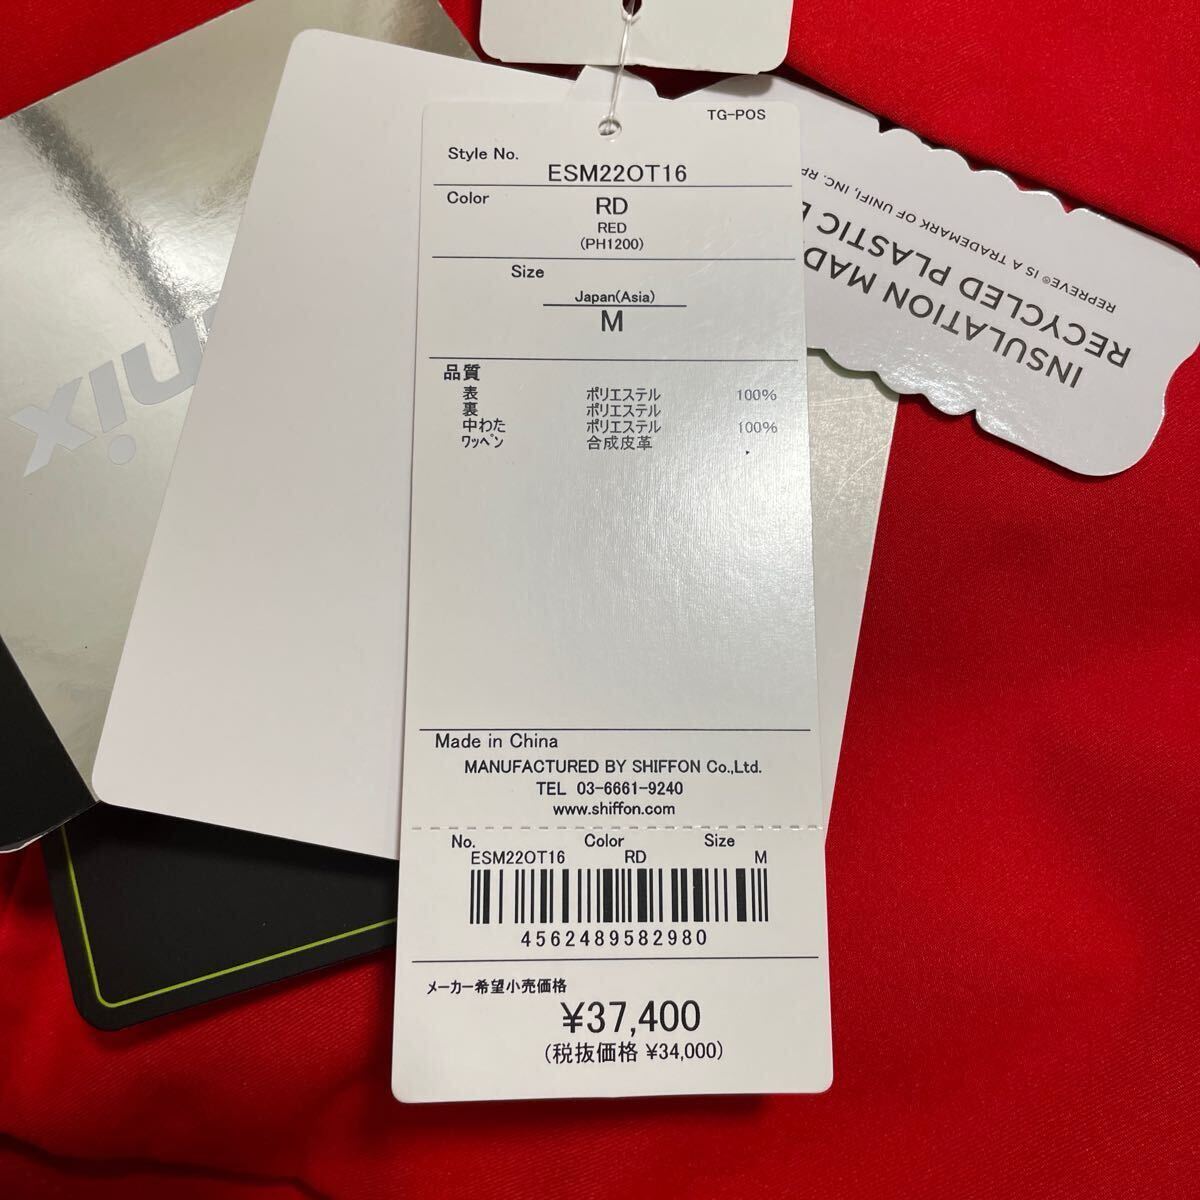 TG-POS
Style No.
ESM22OT16
Color
RD
RED
(PH1200)
Size
Japan(Asia)
M
品質
表 ポリエステル 100%
裏 ポリエステル
中わた ポリエステル 100%
ワッペン 合成皮革
Made in China
MANUFACTURED BY SHIFFON Co.,Ltd.
TEL 03-6661-9240
www.shiffon.com
No. Color Size
ESM22OT16 RD M
4562489582980
メーカー希望小売価格
¥37,400
(税抜価格 ¥34,000)
INSULATION
RECYCLED PLASTIC
REPREVE® IS A TRADEMARK OF UNIFI, INC.